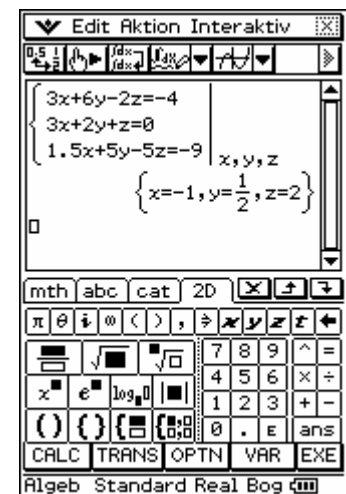 Edit Aktion Interaktiv
{ 3x+6y-2z=-4
3x+2y+z=0
1.5x+5y-5z=-9 | x,y,z
{x=-1,y=1/2,z=2}
mth abc cat 2D
π θ i ∞ ( ) , ⇒ x y z t ←
√■ ■√□ 7 8 9 ^ =
x■ e■ log■□ |■| 4 5 6 × ÷
1 2 3 + −
() {} 0 . E ans
CALC TRANS OPTN VAR EXE
Algeb Standard Real Bog